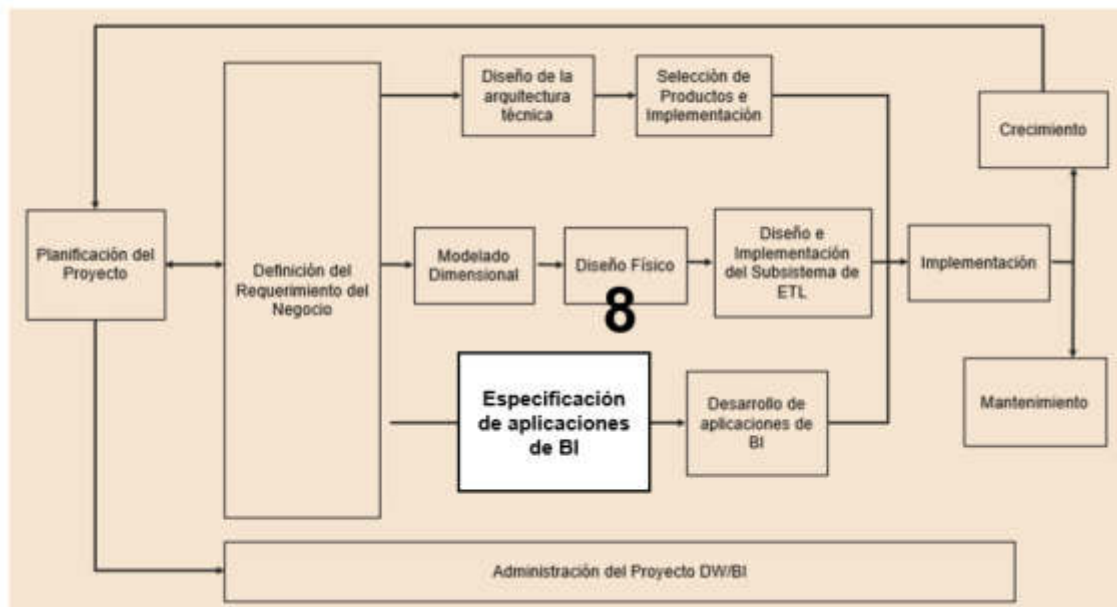 Diseño de la
arquitectura
técnica
Selección de
Productos e
Implementación
Crecimiento
Planificación del
Proyecto
Definición del
Requerimiento del
Negocio
Modelado
Dimensional
Diseño Físico
Diseño e
Implementación
del Subsistema de
ETL
Implementación
8
Especificación
de aplicaciones
de BI
Desarrollo de
aplicaciones de
BI
Mantenimiento
Administración del Proyecto DW/BI